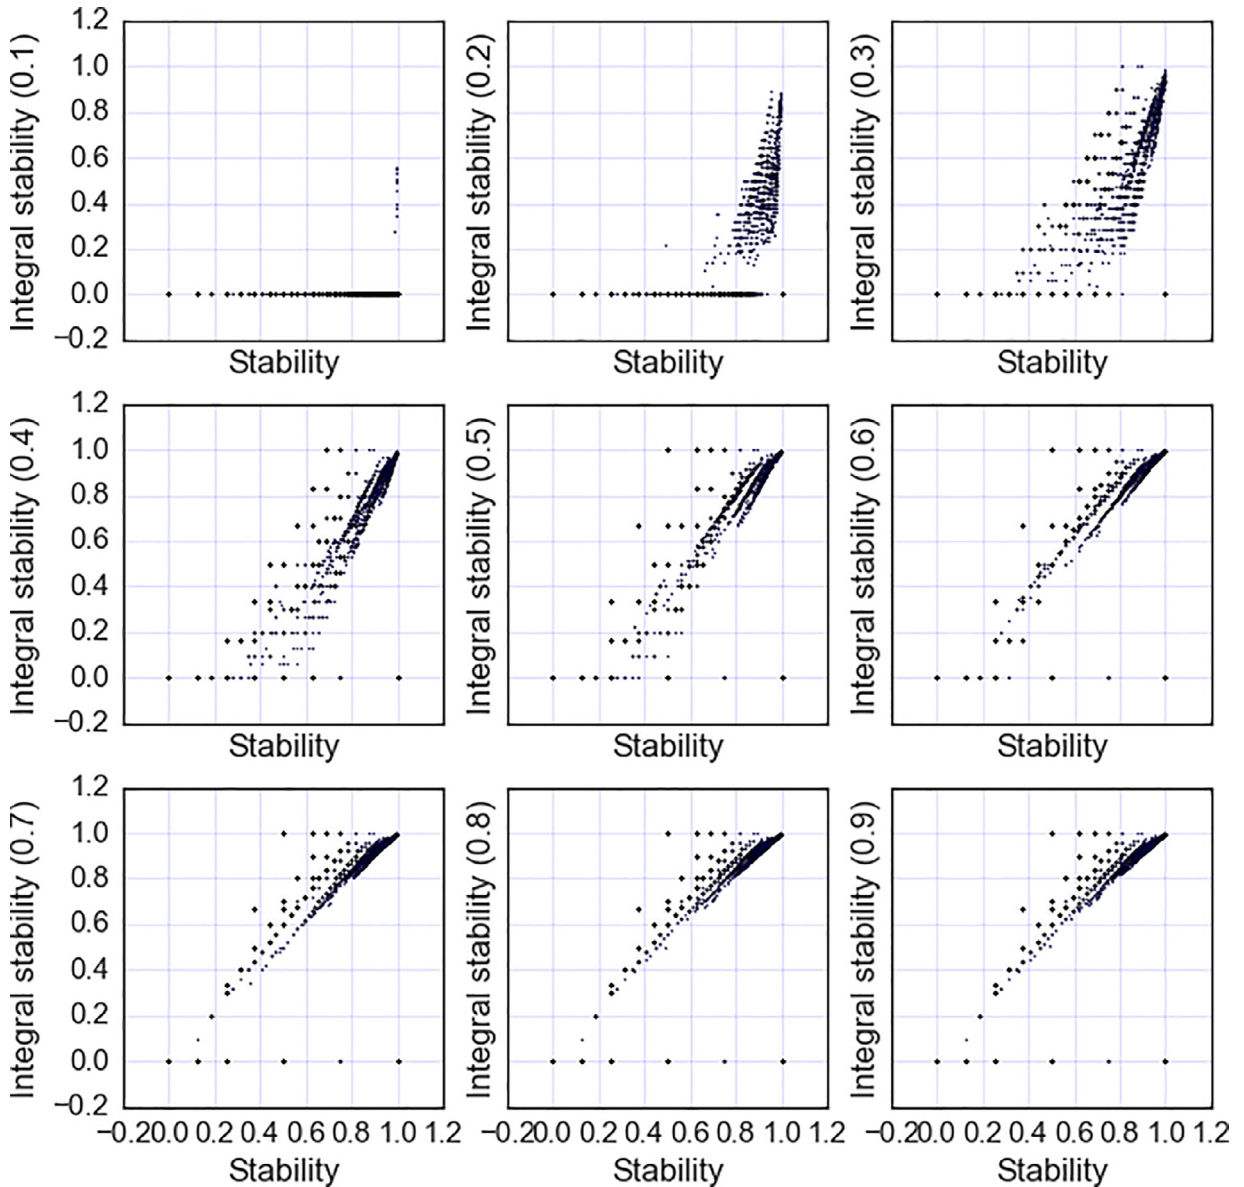 1.2
1.0
0.8
0.6
0.4
0.2
0.0
−0.2
Integral stability (0.1)
Stability
Integral stability (0.2)
Stability
Integral stability (0.3)
Stability
1.2
1.0
0.8
0.6
0.4
0.2
0.0
−0.2
Integral stability (0.4)
Stability
Integral stability (0.5)
Stability
Integral stability (0.6)
Stability
1.2
1.0
0.8
0.6
0.4
0.2
0.0
−0.2
Integral stability (0.7)
−0.20.0 0.2 0.4 0.6 0.8 1.0 1.2
Stability
Integral stability (0.8)
−0.20.0 0.2 0.4 0.6 0.8 1.0 1.2
Stability
Integral stability (0.9)
−0.20.0 0.2 0.4 0.6 0.8 1.0 1.2
Stability